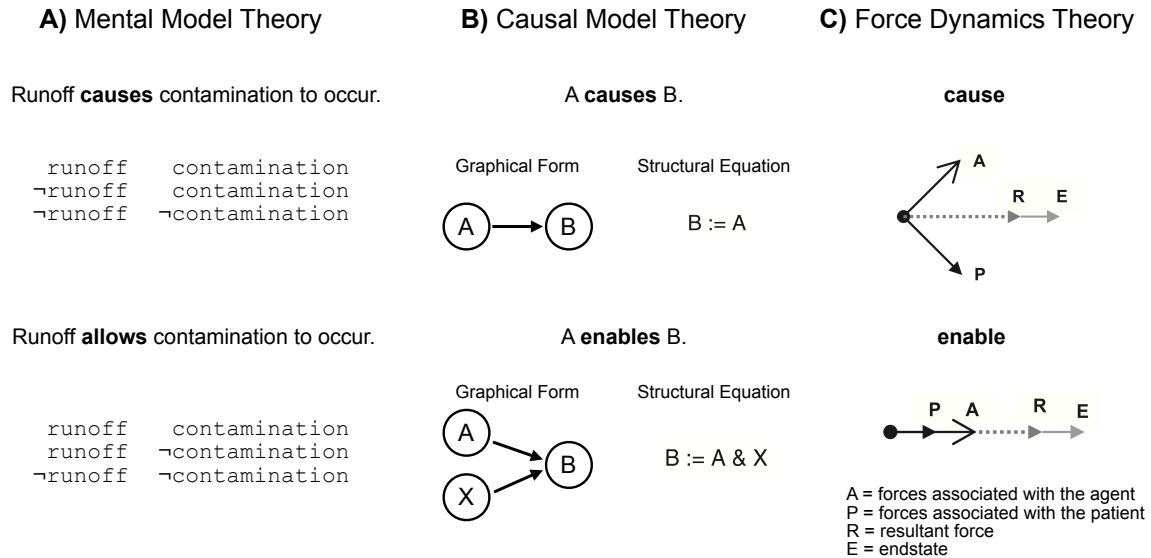 A) Mental Model Theory
Runoff causes contamination to occur.
runoff contamination
¬runoff contamination
¬runoff ¬contamination
Runoff allows contamination to occur.
runoff contamination
runoff ¬contamination
¬runoff ¬contamination
B) Causal Model Theory
A causes B.
Graphical Form Structural Equation
A B B := A
A enables B.
Graphical Form Structural Equation
A
B B := A & X
X
C) Force Dynamics Theory
cause
A
R E
P
enable
P A R E
A = forces associated with the agent
P = forces associated with the patient
R = resultant force
E = endstate